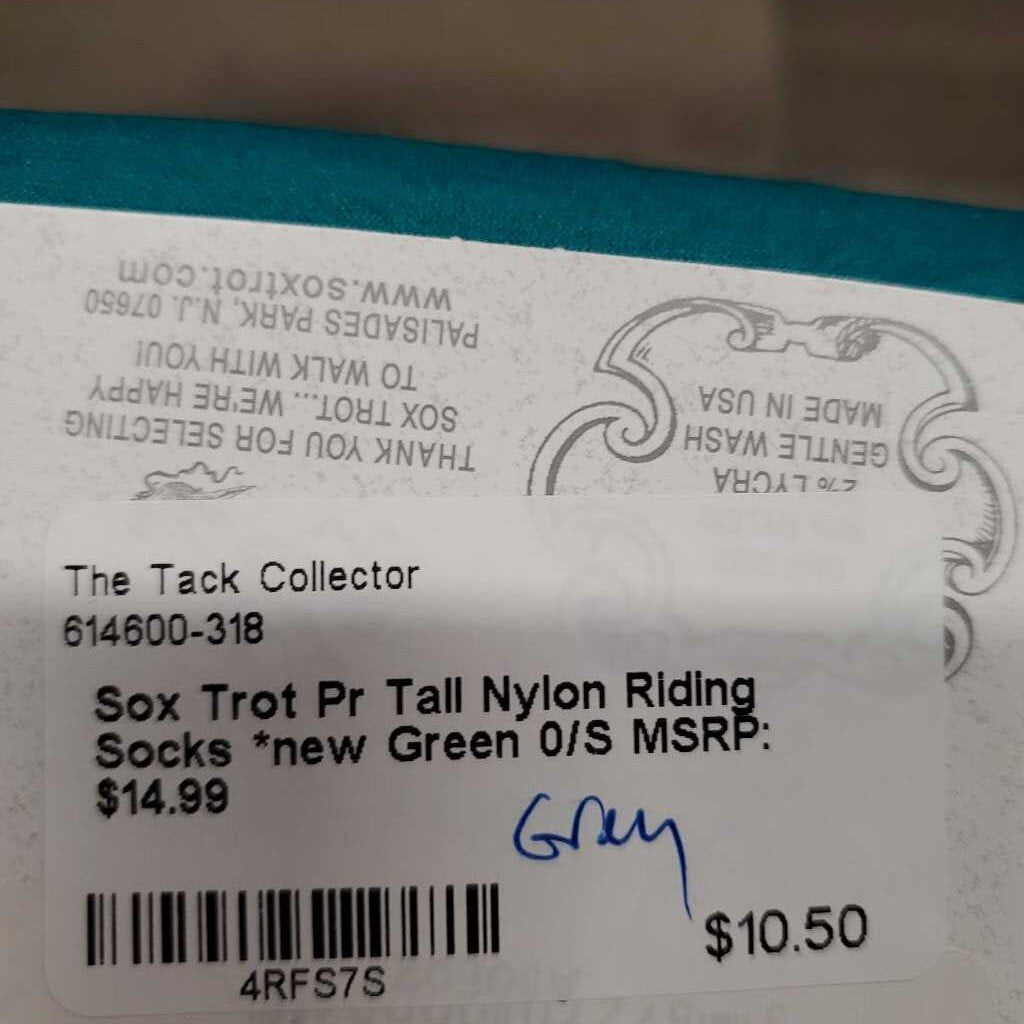 www.soxtrot.com
PALISADES PARK, N.J. 07650
TO WALK WITH YOU!
SOX TROT... WE'RE HAPPY
THANK YOU FOR SELECTING
MADE IN USA
GENTLE WASH
LYCRA
The Tack Collector
614600-318
Sox Trot Pr Tall Nylon Riding
Socks *new Green O/S MSRP:
$14.99
Gray
$10.50
4RFS7S